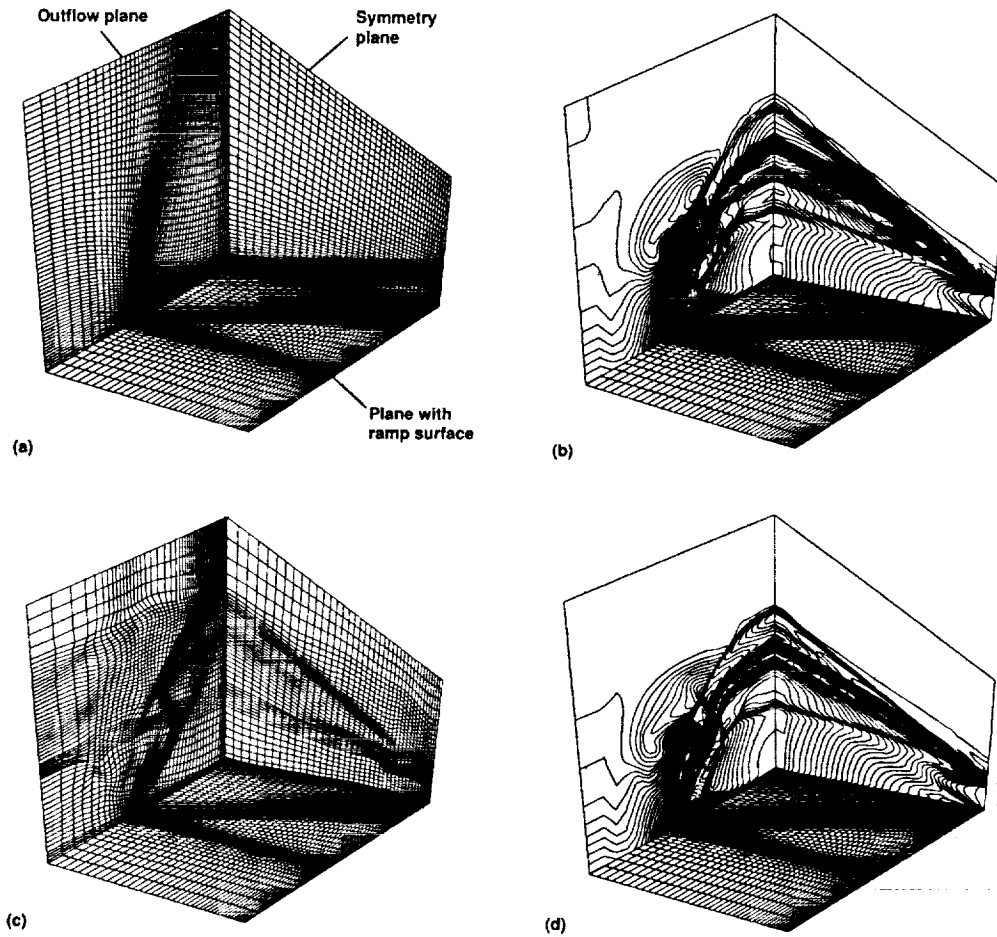 Outflow plane
Symmetry
plane
Plane with
ramp surface
(a)
(b)
(c)
(d)